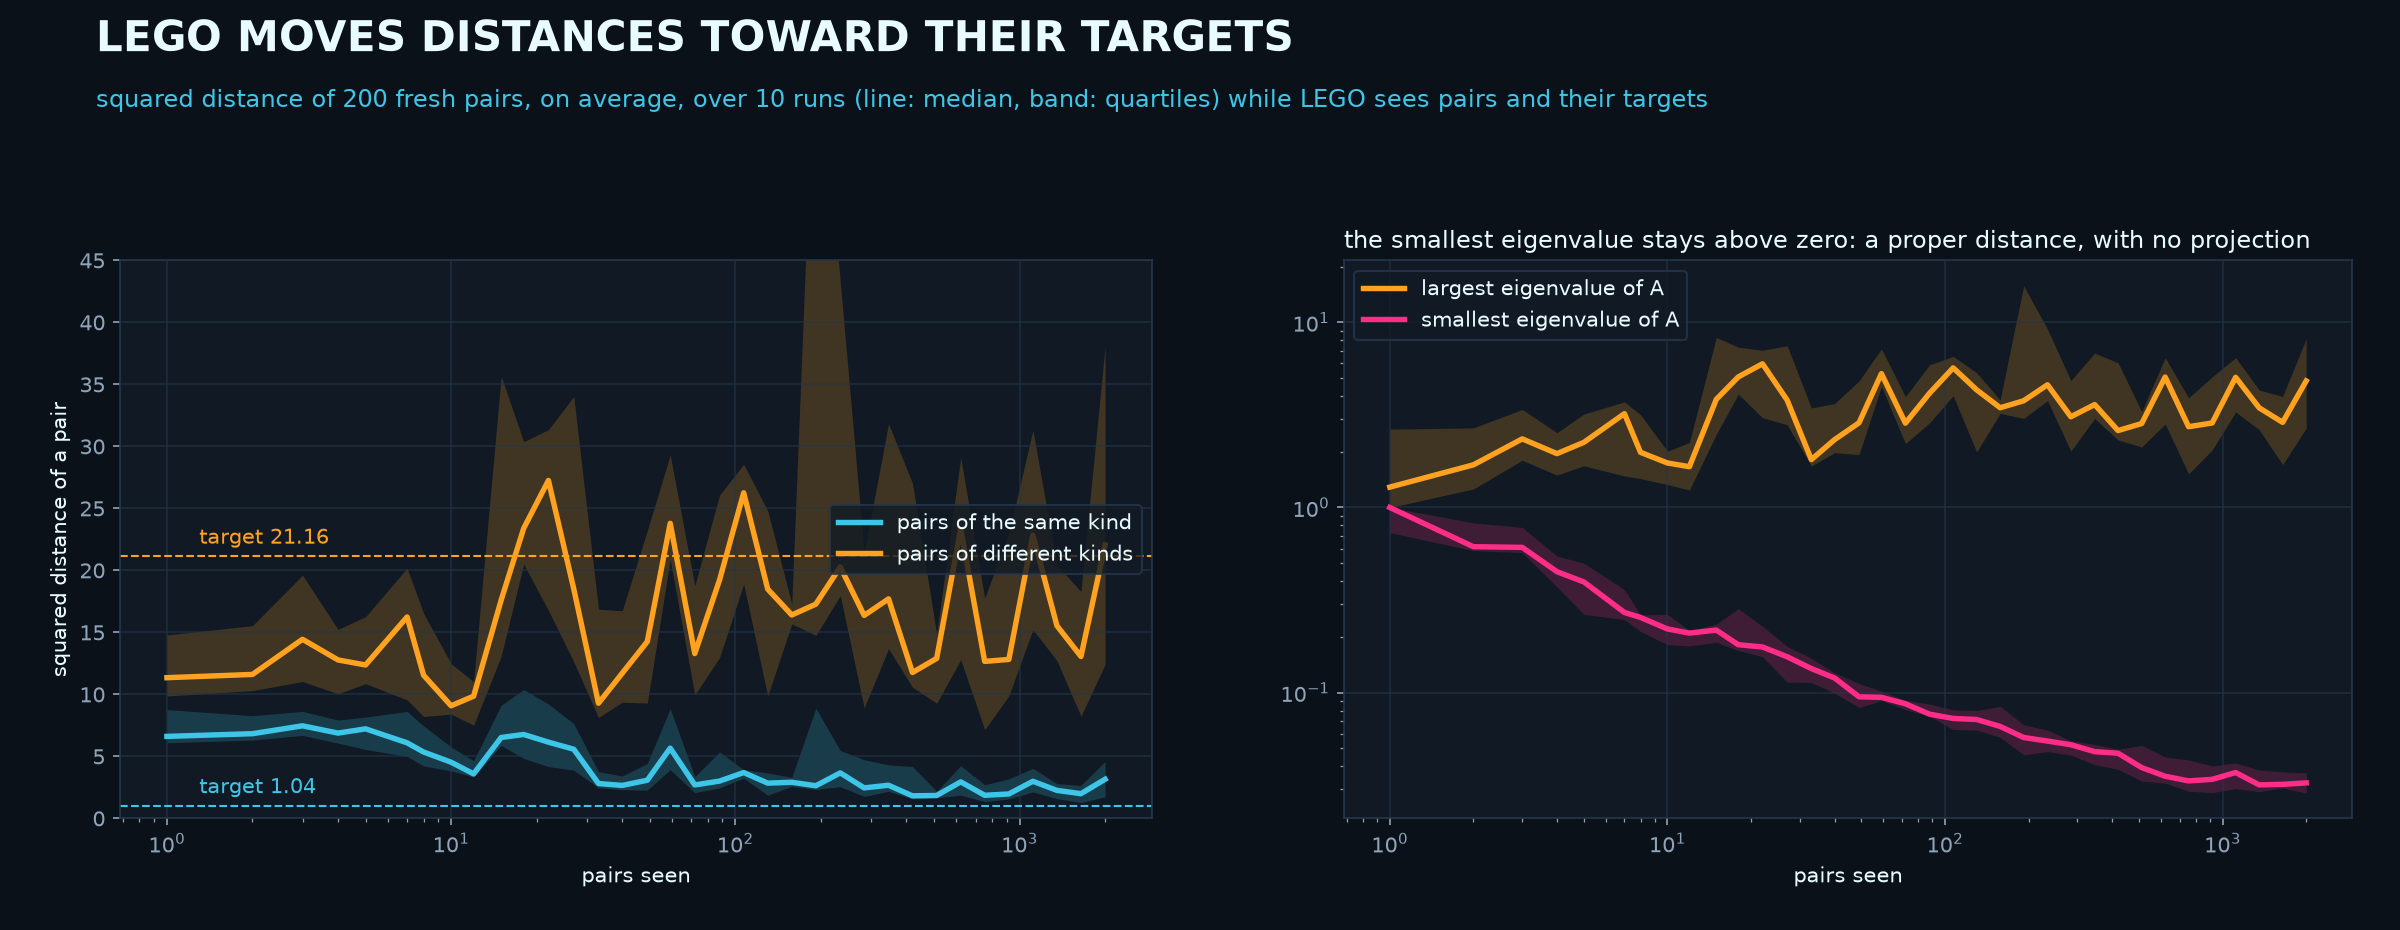 LEGO MOVES DISTANCES TOWARD THEIR TARGETS
squared distance of 200 fresh pairs, on average, over 10 runs (line: median, band: quartiles) while LEGO sees pairs and their targets
squared distance of a pair
45
40
35
30
25
20
15
10
5
0
target 21.16
target 1.04
pairs of the same kind
pairs of different kinds
10⁰
10¹
10²
10³
pairs seen
the smallest eigenvalue stays above zero: a proper distance, with no projection
largest eigenvalue of A
smallest eigenvalue of A
10¹
10⁰
10⁻¹
10⁰
10¹
10²
10³
pairs seen